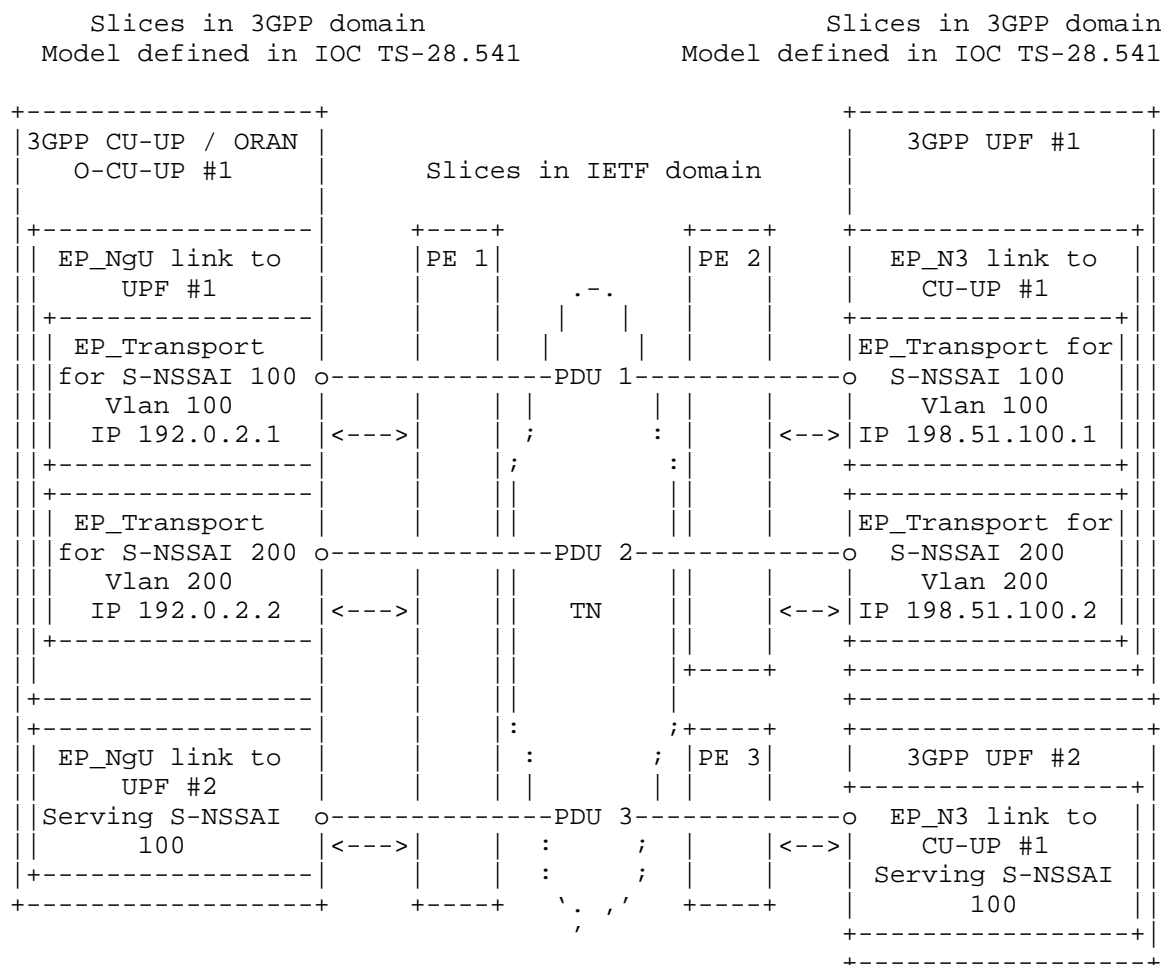 Slices in 3GPP domain Slices in 3GPP domain
Model defined in IOC TS-28.541 Model defined in IOC TS-28.541
3GPP CU-UP / ORAN 3GPP UPF #1
O-CU-UP #1 Slices in IETF domain
EP_NgU link to PE 1 PE 2 EP_N3 link to
UPF #1 CU-UP #1
EP_Transport EP_Transport for
for S-NSSAI 100 PDU 1 S-NSSAI 100
Vlan 100 Vlan 100
IP 192.0.2.1 IP 198.51.100.1
EP_Transport EP_Transport for
for S-NSSAI 200 PDU 2 S-NSSAI 200
Vlan 200 Vlan 200
IP 192.0.2.2 TN IP 198.51.100.2
EP_NgU link to PE 3 3GPP UPF #2
UPF #2
Serving S-NSSAI PDU 3 EP_N3 link to
100 CU-UP #1
Serving S-NSSAI
100